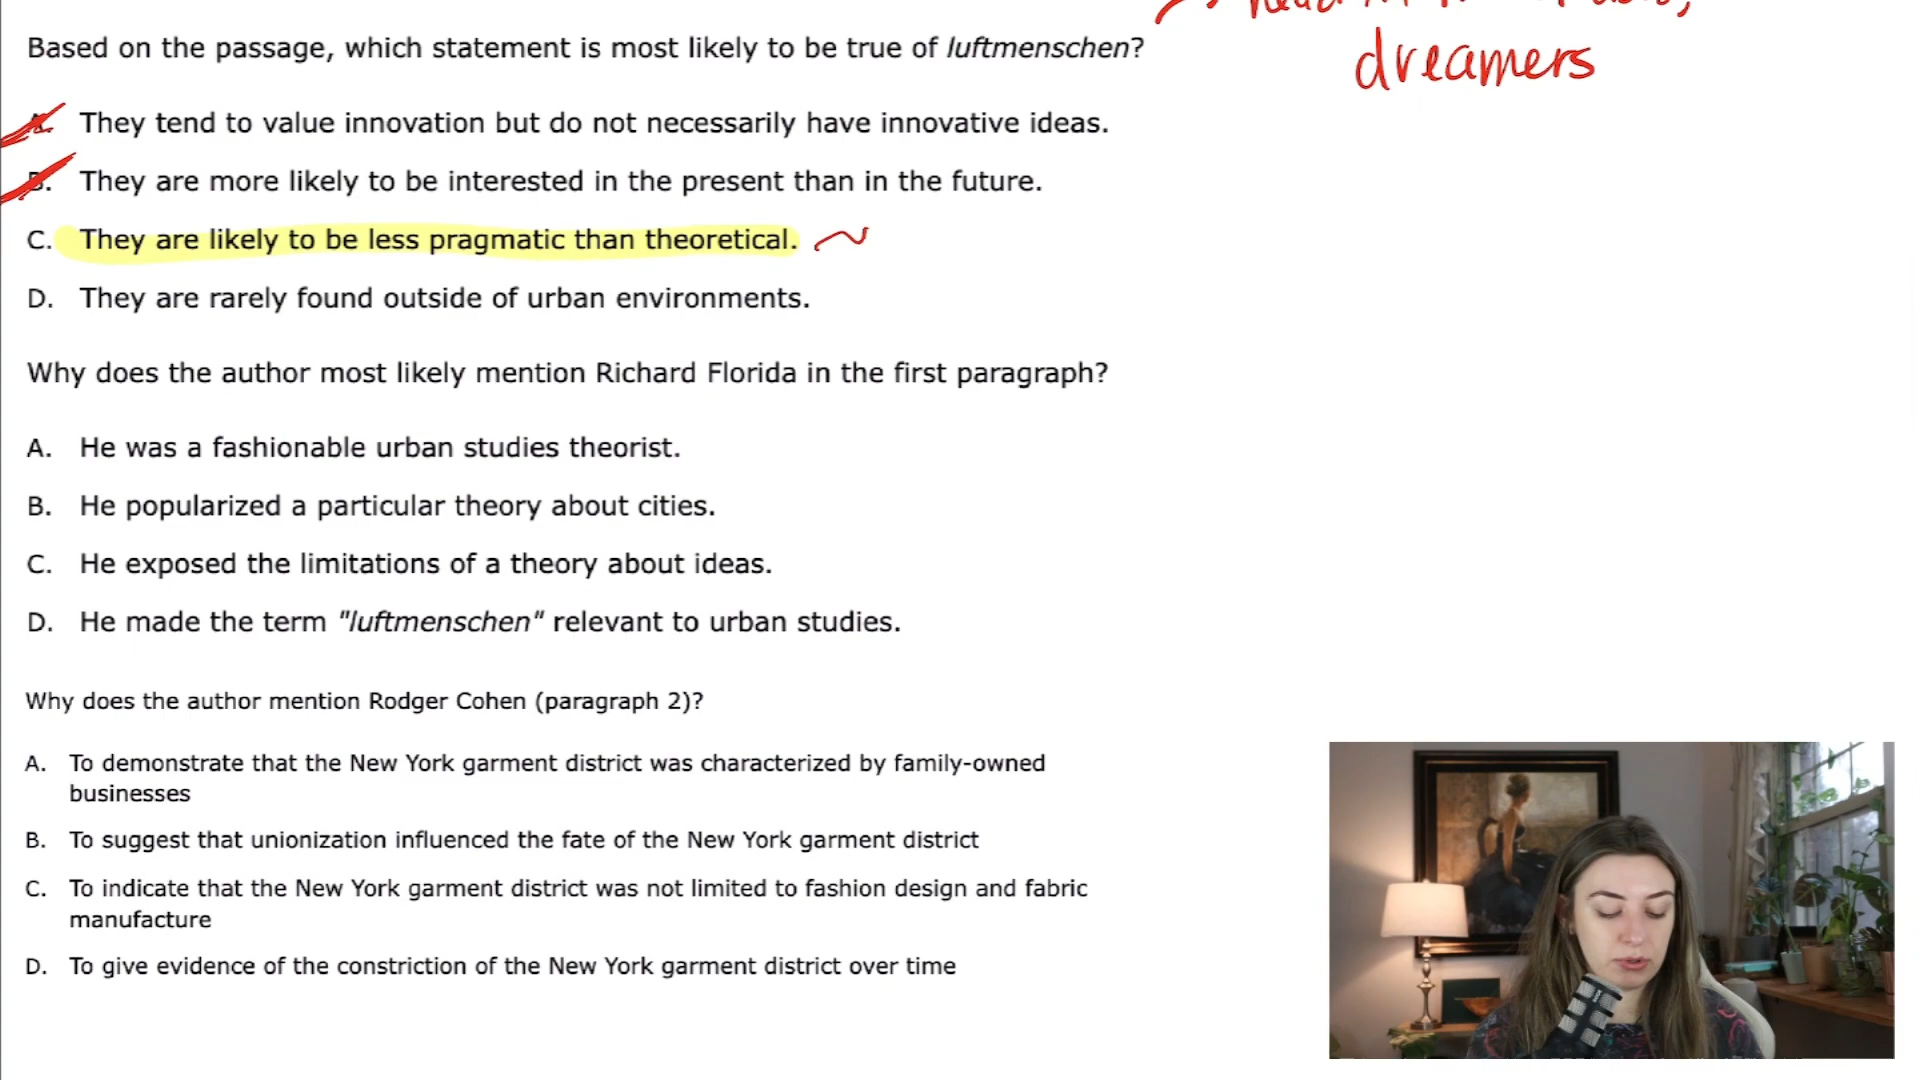 dreamers
Based on the passage, which statement is most likely to be true of luftmenschen?
A. They tend to value innovation but do not necessarily have innovative ideas.
B. They are more likely to be interested in the present than in the future.
C. They are likely to be less pragmatic than theoretical.
D. They are rarely found outside of urban environments.
Why does the author most likely mention Richard Florida in the first paragraph?
A. He was a fashionable urban studies theorist.
B. He popularized a particular theory about cities.
C. He exposed the limitations of a theory about ideas.
D. He made the term "luftmenschen" relevant to urban studies.
Why does the author mention Rodger Cohen (paragraph 2)?
A. To demonstrate that the New York garment district was characterized by family-owned
businesses
B. To suggest that unionization influenced the fate of the New York garment district
C. To indicate that the New York garment district was not limited to fashion design and fabric
manufacture
D. To give evidence of the constriction of the New York garment district over time